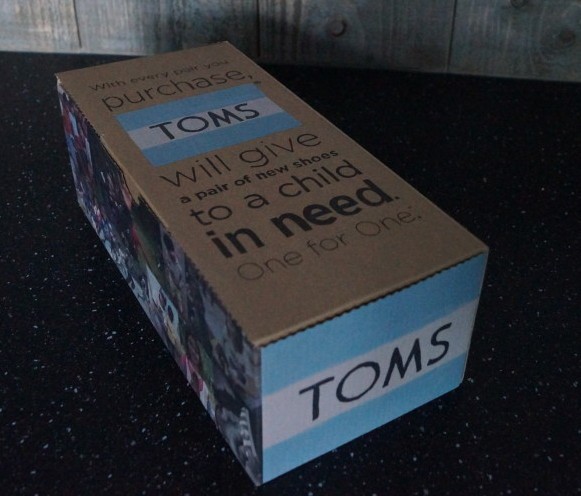 With every pair you
purchase,
TOMS
will give
a pair of new shoes
to a child
in need.
One for One.
TOMS